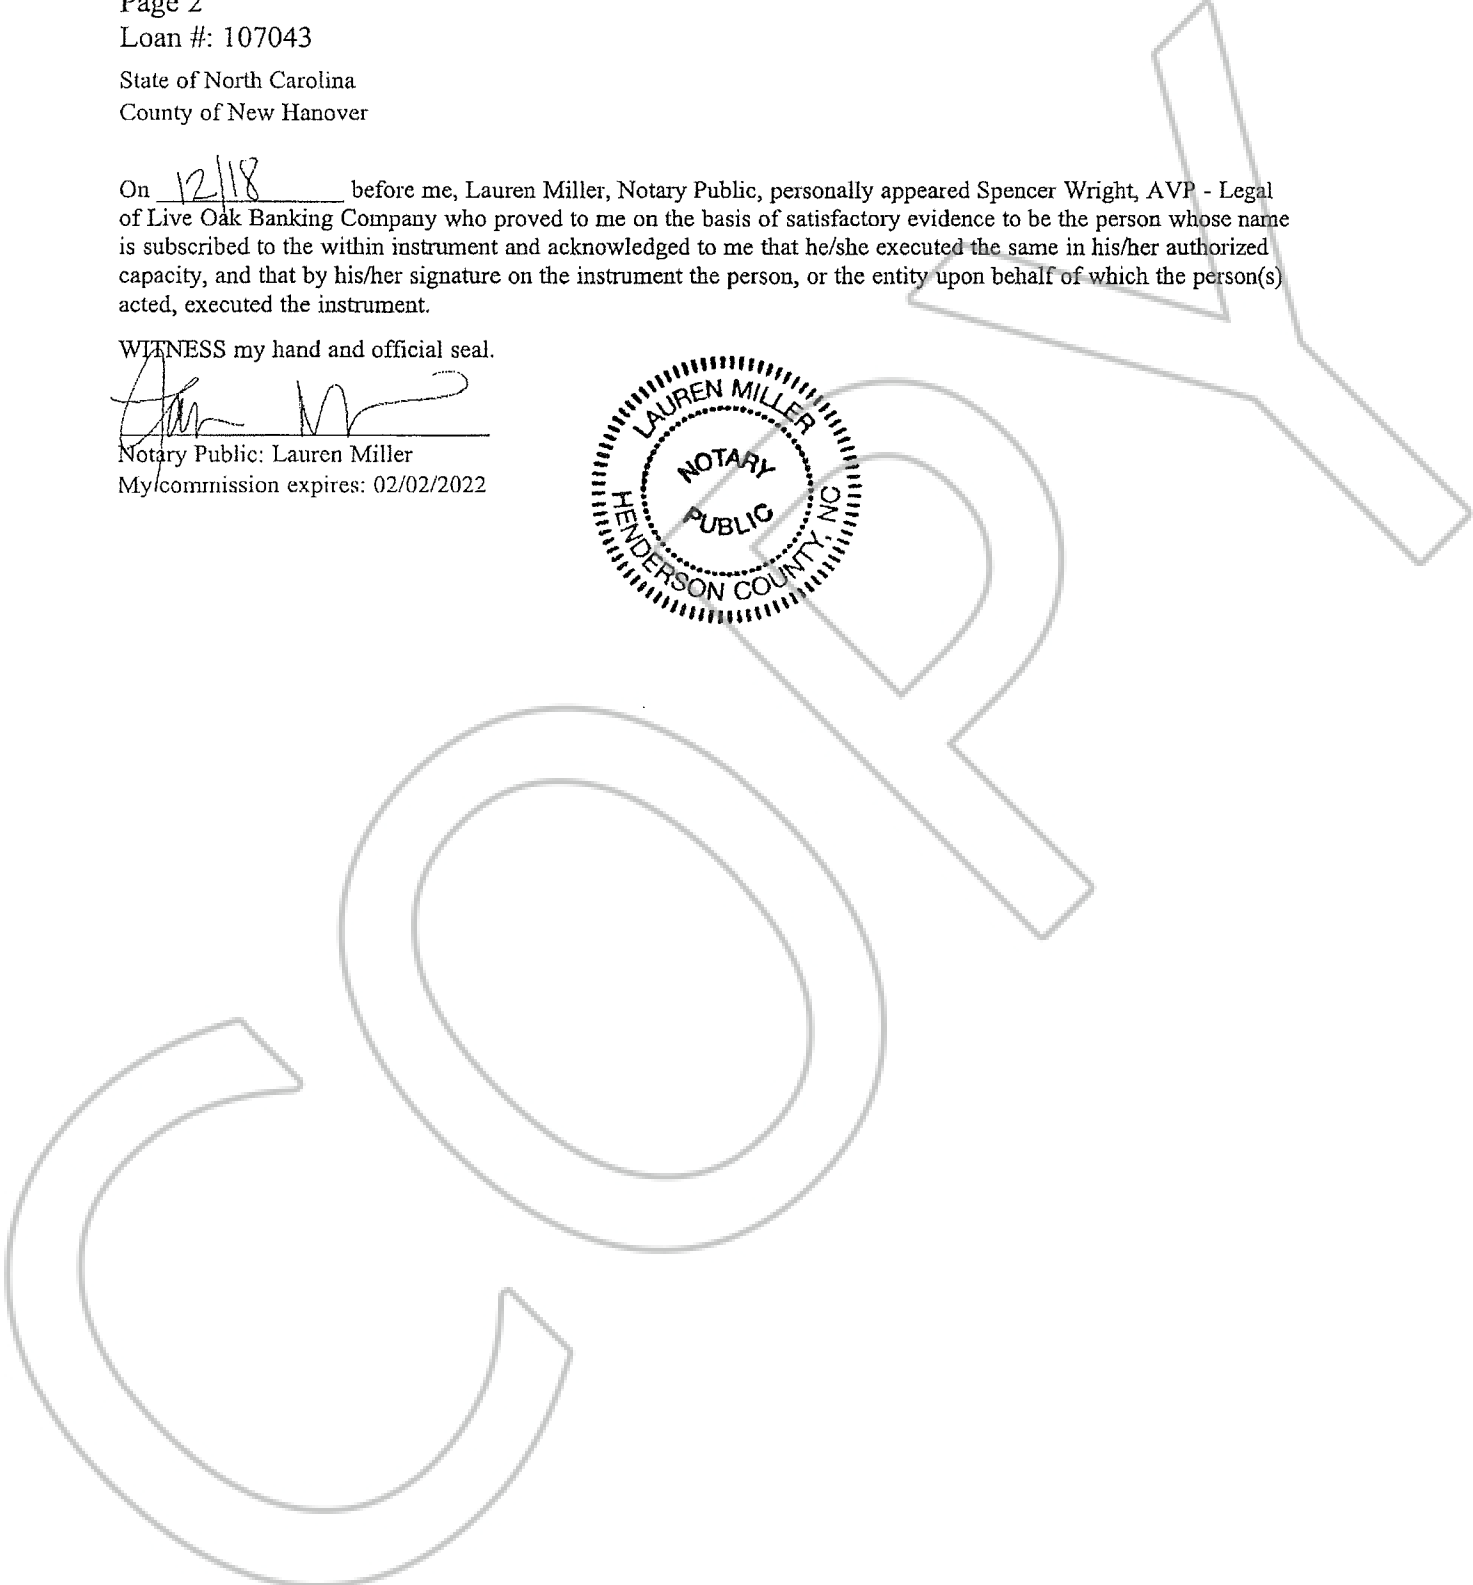 Page 2
Loan #: 107043
State of North Carolina
County of New Hanover
On 12/18 before me, Lauren Miller, Notary Public, personally appeared Spencer Wright, AVP - Legal
of Live Oak Banking Company who proved to me on the basis of satisfactory evidence to be the person whose name
is subscribed to the within instrument and acknowledged to me that he/she executed the same in his/her authorized
capacity, and that by his/her signature on the instrument the person, or the entity upon behalf of which the person(s)
acted, executed the instrument.
WITNESS my hand and official seal.
Notary Public: Lauren Miller
My commission expires: 02/02/2022
LAUREN MILLER
NOTARY
PUBLIC
HENDERSON COUNTY, NC
COPY